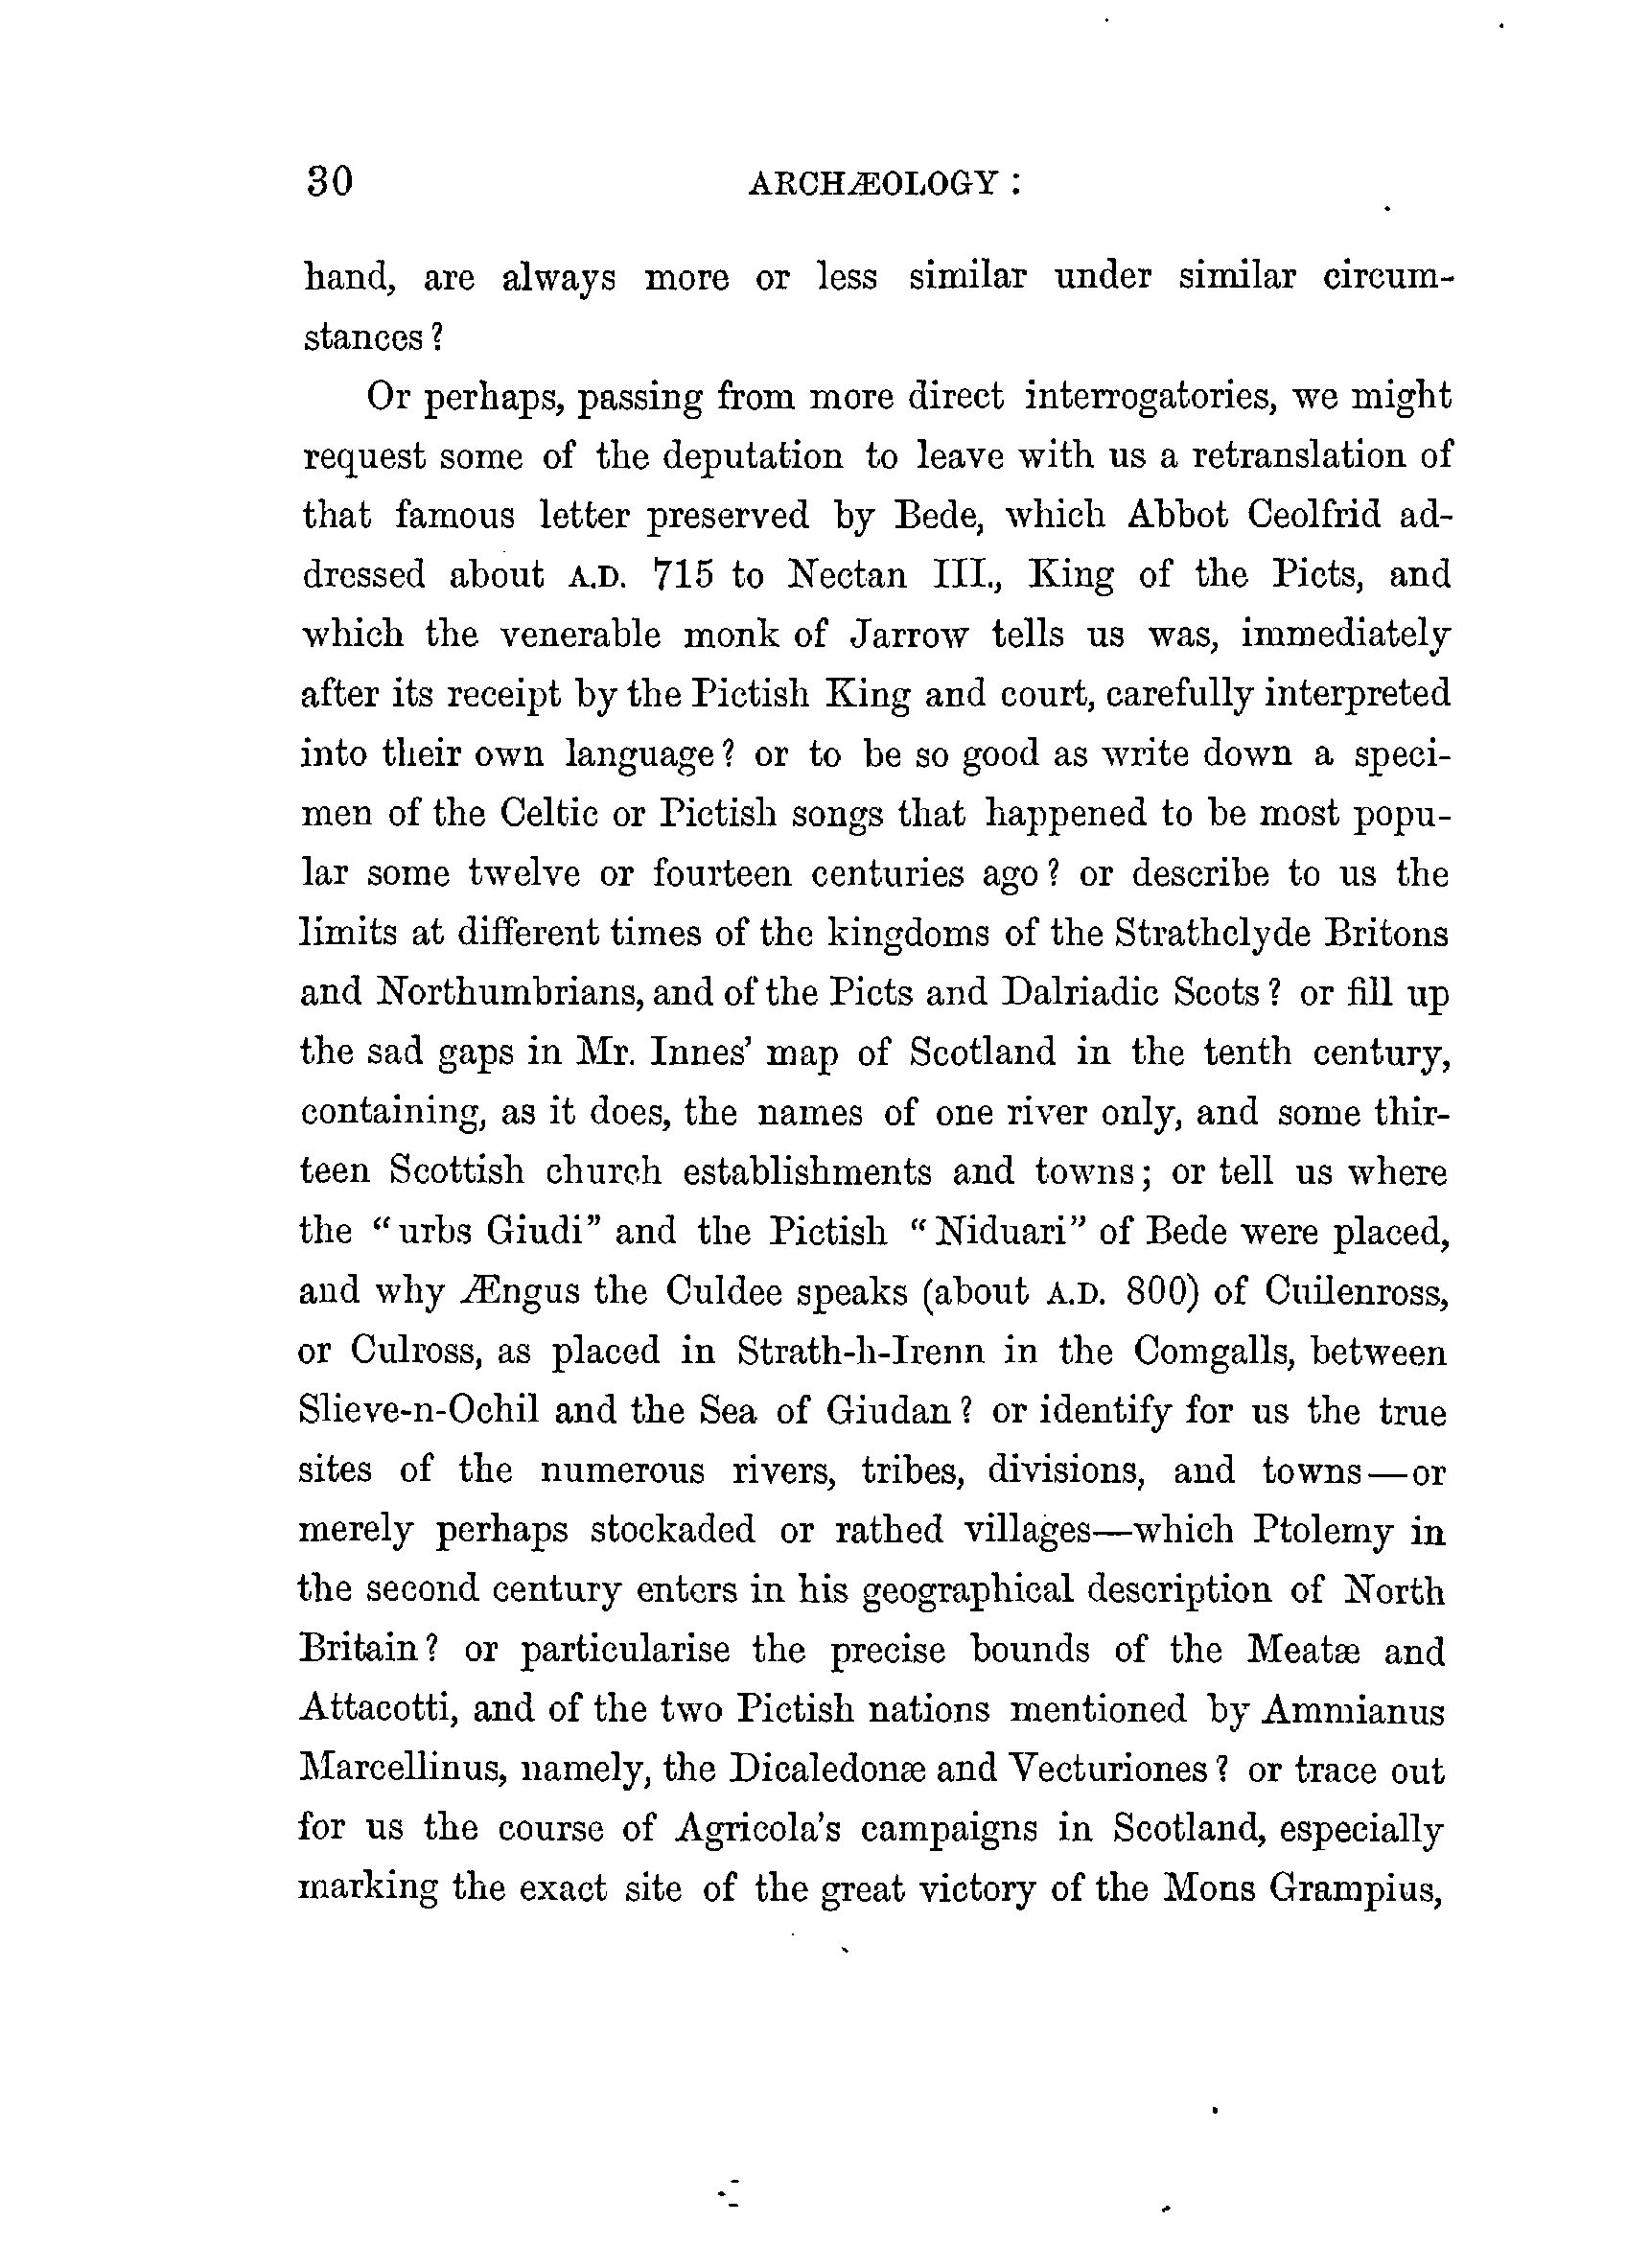 30 ARCHÆOLOGY :
hand, are always more or less similar under similar circum-
stances ?
Or perhaps, passing from more direct interrogatories, we might
request some of the deputation to leave with us a retranslation of
that famous letter preserved by Bede, which Abbot Ceolfrid ad-
dressed about A.D. 715 to Nectan III., King of the Picts, and
which the venerable monk of Jarrow tells us was, immediately
after its receipt by the Pictish King and court, carefully interpreted
into their own language ? or to be so good as write down a speci-
men of the Celtic or Pictish songs that happened to be most popu-
lar some twelve or fourteen centuries ago ? or describe to us the
limits at different times of the kingdoms of the Strathclyde Britons
and Northumbrians, and of the Picts and Dalriadic Scots ? or fill up
the sad gaps in Mr. Innes' map of Scotland in the tenth century,
containing, as it does, the names of one river only, and some thir-
teen Scottish church establishments and towns; or tell us where
the "urbs Giudi" and the Pictish "Niduari" of Bede were placed,
and why Ængus the Culdee speaks (about A.D. 800) of Cuilenross,
or Culross, as placed in Strath-h-Irenn in the Comgalls, between
Slieve-n-Ochil and the Sea of Giudan ? or identify for us the true
sites of the numerous rivers, tribes, divisions, and towns—or
merely perhaps stockaded or rathed villages—which Ptolemy in
the second century enters in his geographical description of North
Britain ? or particularise the precise bounds of the Meatæ and
Attacotti, and of the two Pictish nations mentioned by Ammianus
Marcellinus, namely, the Dicaledonæ and Vecturiones ? or trace out
for us the course of Agricola's campaigns in Scotland, especially
marking the exact site of the great victory of the Mons Grampius,